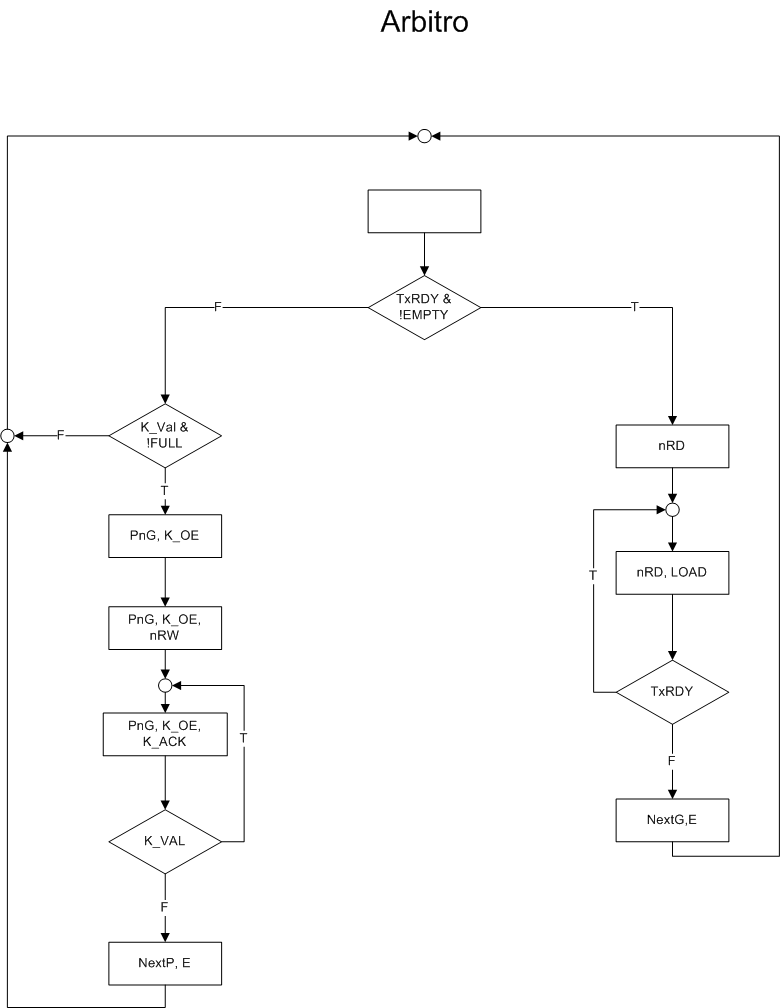 Arbitro
TxRDY &
!EMPTY
F
T
K_Val &
!FULL
F
T
nRD
PnG, K_OE
nRD, LOAD
T
PnG, K_OE,
nRW
TxRDY
PnG, K_OE,
K_ACK
T
F
K_VAL
NextG,E
F
NextP, E